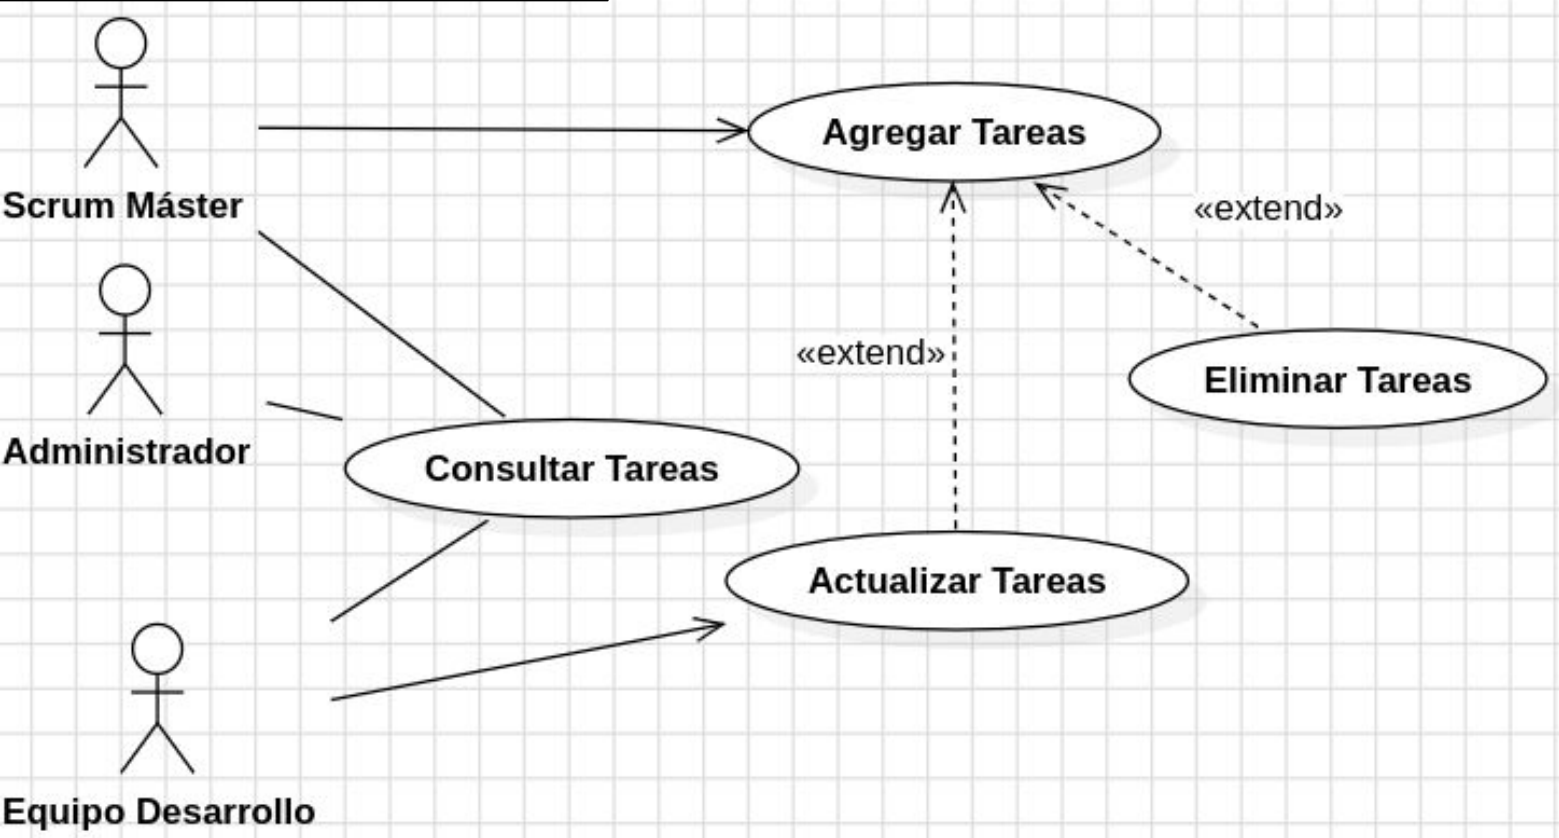 Scrum Máster
Agregar Tareas
«extend»
Administrador
«extend»
Eliminar Tareas
Consultar Tareas
Actualizar Tareas
Equipo Desarrollo